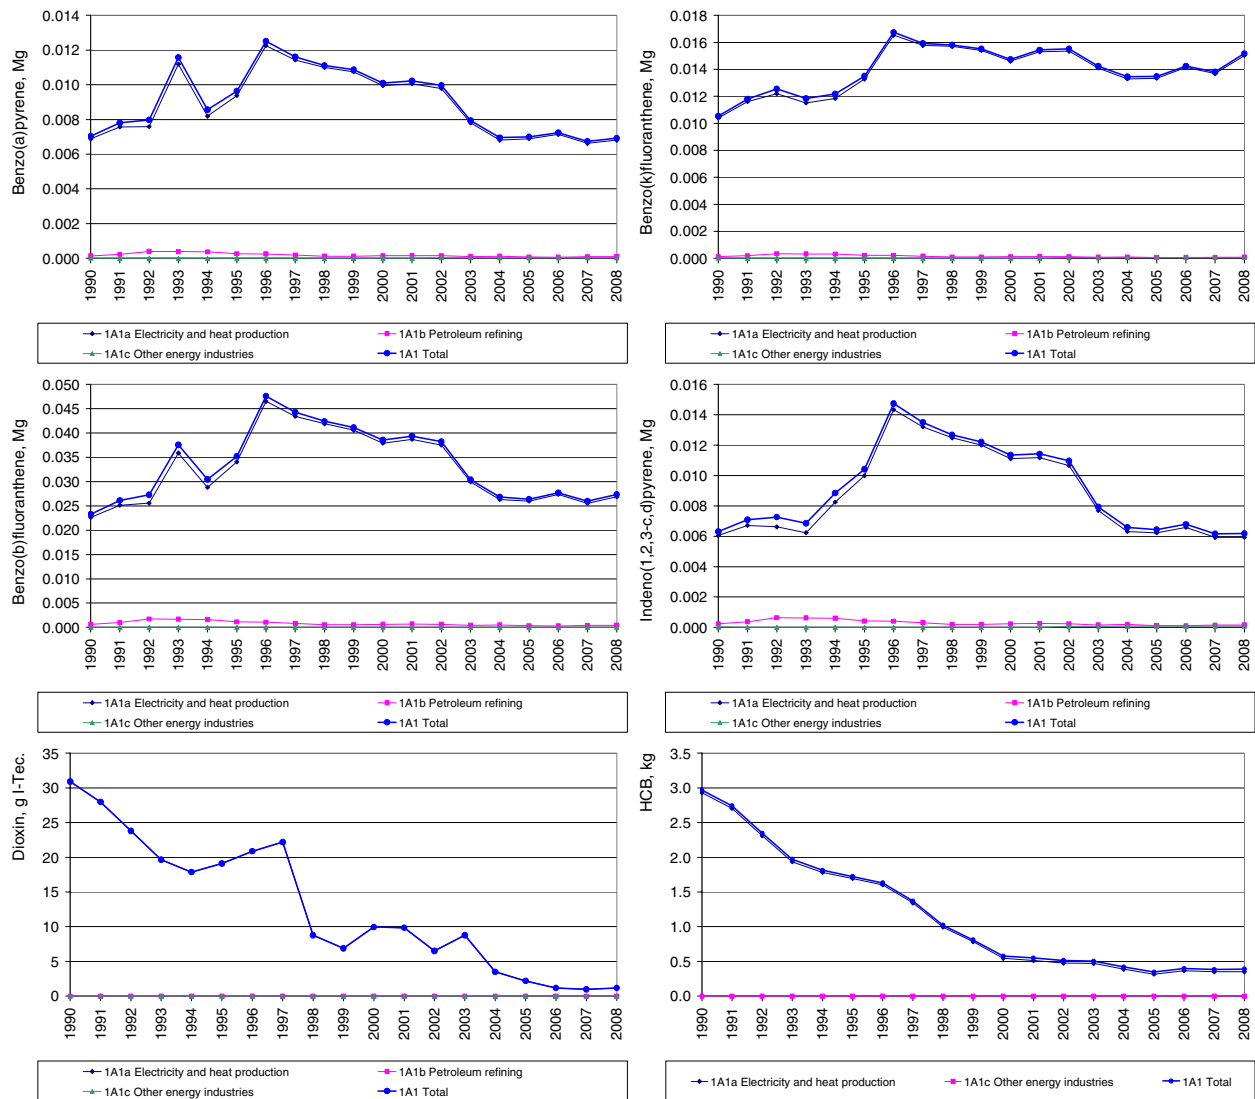 Benzo(a)pyrene, Mg
0.014
0.012
0.010
0.008
0.006
0.004
0.002
0.000
1990 1991 1992 1993 1994 1995 1996 1997 1998 1999 2000 2001 2002 2003 2004 2005 2006 2007 2008
1A1a Electricity and heat production 1A1b Petroleum refining
1A1c Other energy industries 1A1 Total
Benzo(k)fluoranthene, Mg
0.018
0.016
0.014
0.012
0.010
0.008
0.006
0.004
0.002
0.000
1990 1991 1992 1993 1994 1995 1996 1997 1998 1999 2000 2001 2002 2003 2004 2005 2006 2007 2008
1A1a Electricity and heat production 1A1b Petroleum refining
1A1c Other energy industries 1A1 Total
Benzo(b)fluoranthene, Mg
0.050
0.045
0.040
0.035
0.030
0.025
0.020
0.015
0.010
0.005
0.000
1990 1991 1992 1993 1994 1995 1996 1997 1998 1999 2000 2001 2002 2003 2004 2005 2006 2007 2008
1A1a Electricity and heat production 1A1b Petroleum refining
1A1c Other energy industries 1A1 Total
Indeno(1,2,3-c,d)pyrene, Mg
0.016
0.014
0.012
0.010
0.008
0.006
0.004
0.002
0.000
1990 1991 1992 1993 1994 1995 1996 1997 1998 1999 2000 2001 2002 2003 2004 2005 2006 2007 2008
1A1a Electricity and heat production 1A1b Petroleum refining
1A1c Other energy industries 1A1 Total
Dioxin, g I-Tec.
35
30
25
20
15
10
5
0
1990 1991 1992 1993 1994 1995 1996 1997 1998 1999 2000 2001 2002 2003 2004 2005 2006 2007 2008
1A1a Electricity and heat production 1A1b Petroleum refining
1A1c Other energy industries 1A1 Total
HCB, kg
3.5
3.0
2.5
2.0
1.5
1.0
0.5
0.0
1990 1991 1992 1993 1994 1995 1996 1997 1998 1999 2000 2001 2002 2003 2004 2005 2006 2007 2008
1A1a Electricity and heat production 1A1c Other energy industries 1A1 Total